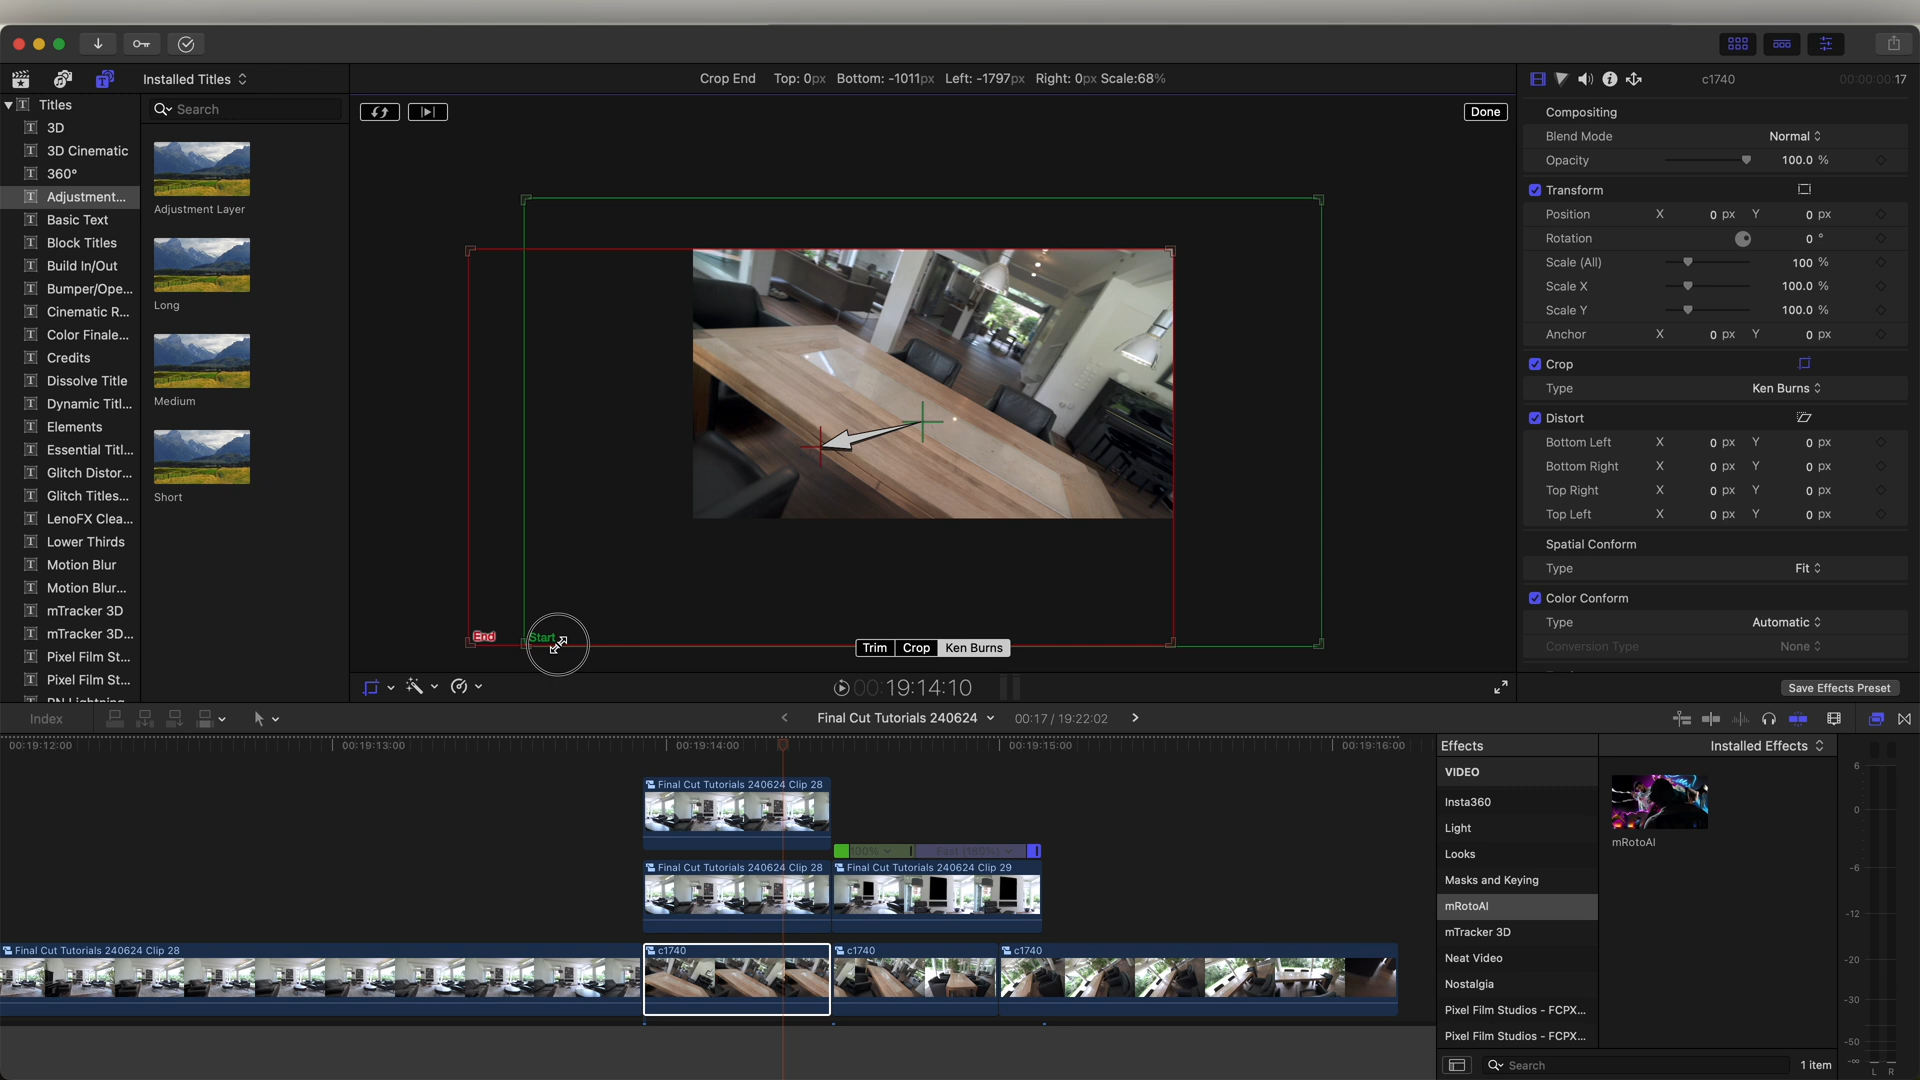 Installed Titles
Crop End Top: 0px Bottom: -1011px Left: -1797px Right: 0px Scale:68%
c1740
00:00:00:17
Titles
3D
3D Cinematic
360°
Adjustment...
Basic Text
Block Titles
Build In/Out
Bumper/Ope...
Cinematic R...
Color Finale...
Credits
Dissolve Title
Dynamic Titl...
Elements
Essential Titl...
Glitch Distor...
Glitch Titles...
LenoFX Clea...
Lower Thirds
Motion Blur
Motion Blur...
mTracker 3D
mTracker 3D...
Pixel Film St...
Pixel Film St...
Search
Adjustment Layer
Long
Medium
Short
Done
End
Start
Trim
Crop
Ken Burns
00:19:14:10
Compositing
Blend Mode Normal
Opacity 100.0 %
Transform
Position X 0 px Y 0 px
Rotation 0 °
Scale (All) 100 %
Scale X 100.0 %
Scale Y 100.0 %
Anchor X 0 px Y 0 px
Crop
Type Ken Burns
Distort
Bottom Left X 0 px Y 0 px
Bottom Right X 0 px Y 0 px
Top Right X 0 px Y 0 px
Top Left X 0 px Y 0 px
Spatial Conform
Type Fit
Color Conform
Type Automatic
Conversion Type None
Save Effects Preset
Index
Final Cut Tutorials 240624
00:17 / 19:22:02
00:19:12:00
00:19:13:00
00:19:14:00
00:19:15:00
00:19:16:00
Final Cut Tutorials 240624 Clip 28
100%
Fast (180%)
Final Cut Tutorials 240624 Clip 28
Final Cut Tutorials 240624 Clip 29
Final Cut Tutorials 240624 Clip 28
c1740
c1740
c1740
Effects
Installed Effects
VIDEO
Insta360
Light
Looks
Masks and Keying
mRotoAI
mTracker 3D
Neat Video
Nostalgia
Pixel Film Studios - FCPX...
Pixel Film Studios - FCPX...
mRotoAI
Search
1 item
6
0
-6
-12
-20
-30
-50
-∞
L R